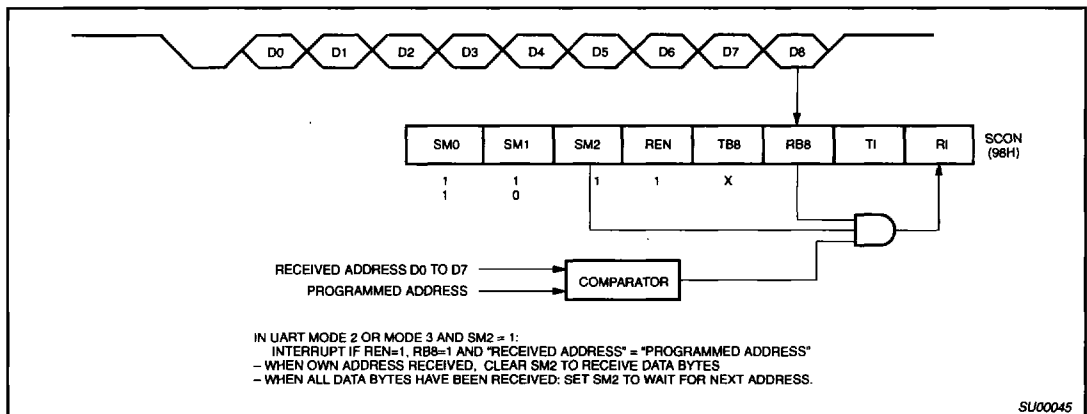 D0 D1 D2 D3 D4 D5 D6 D7 D8
SM0 SM1 SM2 REN TB8 RB8 TI RI
SCON
(98H)
1 1 1 1 X
1 0
RECEIVED ADDRESS D0 TO D7
PROGRAMMED ADDRESS
COMPARATOR
IN UART MODE 2 OR MODE 3 AND SM2 = 1:
INTERRUPT IF REN=1, RB8=1 AND "RECEIVED ADDRESS" = "PROGRAMMED ADDRESS"
– WHEN OWN ADDRESS RECEIVED, CLEAR SM2 TO RECEIVE DATA BYTES
– WHEN ALL DATA BYTES HAVE BEEN RECEIVED: SET SM2 TO WAIT FOR NEXT ADDRESS.
SU00045